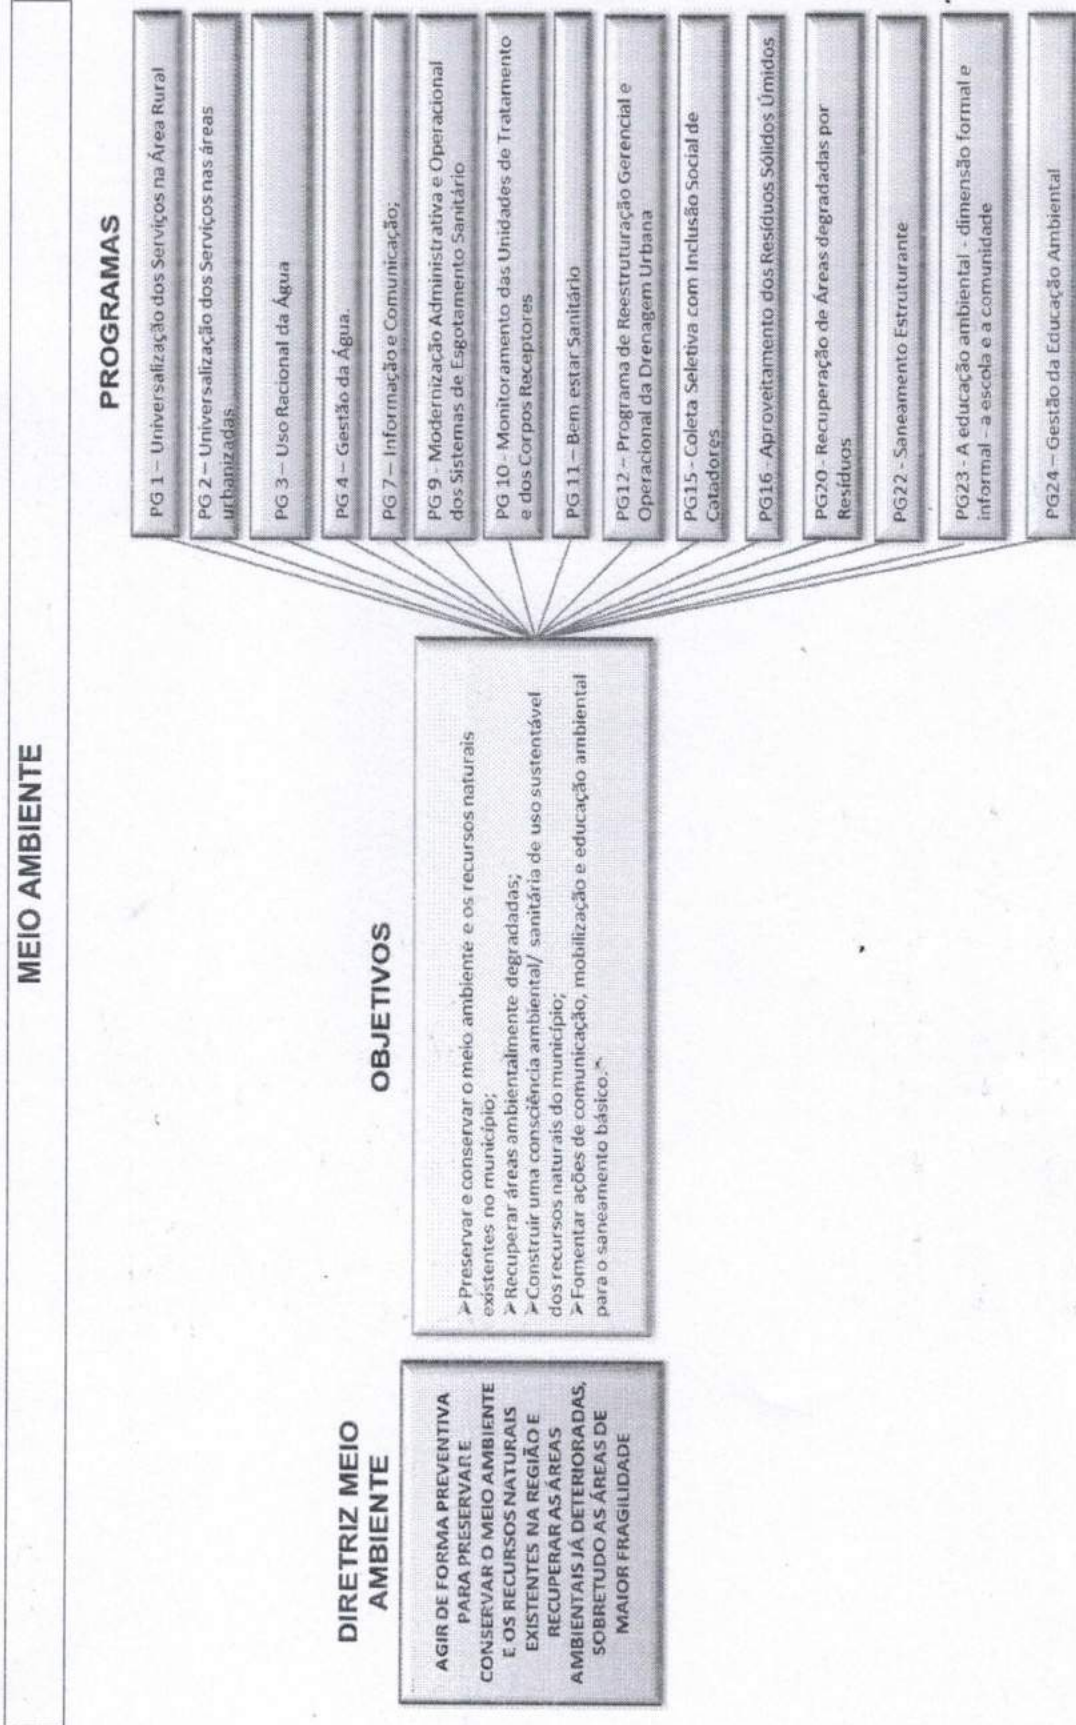 MEIO AMBIENTE
DIRETRIZ MEIO
AMBIENTE
AGIR DE FORMA PREVENTIVA
PARA PRESERVAR E
CONSERVAR O MEIO AMBIENTE
E OS RECURSOS NATURAIS
EXISTENTES NA REGIÃO E
RECUPERAR AS ÁREAS
AMBIENTAIS JÁ DETERIORADAS,
SOBRETUDO AS ÁREAS DE
MAIOR FRAGILIDADE
OBJETIVOS
➢Preservar e conservar o meio ambiente e os recursos naturais
existentes no município;
➢Recuperar áreas ambientalmente degradadas;
➢Construir uma consciência ambiental/ sanitária de uso sustentável
dos recursos naturais do município;
➢Fomentar ações de comunicação, mobilização e educação ambiental
para o saneamento básico.
PROGRAMAS
PG 1 – Universalização dos Serviços na Área Rural
PG 2 – Universalização dos Serviços nas áreas
urbanizadas
PG 3 – Uso Racional da Água
PG 4 – Gestão da Água.
PG 7 – Informação e Comunicação;
PG 9 - Modernização Administrativa e Operacional
dos Sistemas de Esgotamento Sanitário
PG 10 - Monitoramento das Unidades de Tratamento
e dos Corpos Receptores
PG 11 – Bem estar Sanitário
PG12 – Programa de Reestruturação Gerencial e
Operacional da Drenagem Urbana
PG15 - Coleta Seletiva com Inclusão Social de
Catadores
PG16 - Aproveitamento dos Resíduos Sólidos Úmidos
PG20 - Recuperação de Áreas degradadas por
Resíduos
PG22 - Saneamento Estruturante
PG23 - A educação ambiental - dimensão formal e
informal – a escola e a comunidade
PG24 – Gestão da Educação Ambiental